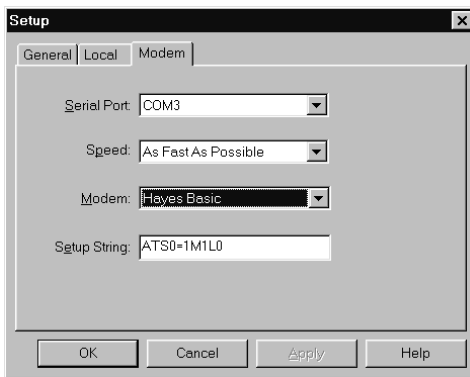 Setup
General Local Modem
Serial Port: COM3
Speed: As Fast As Possible
Modem: Hayes Basic
Setup String: ATS0=1M1L0
OK Cancel Apply Help